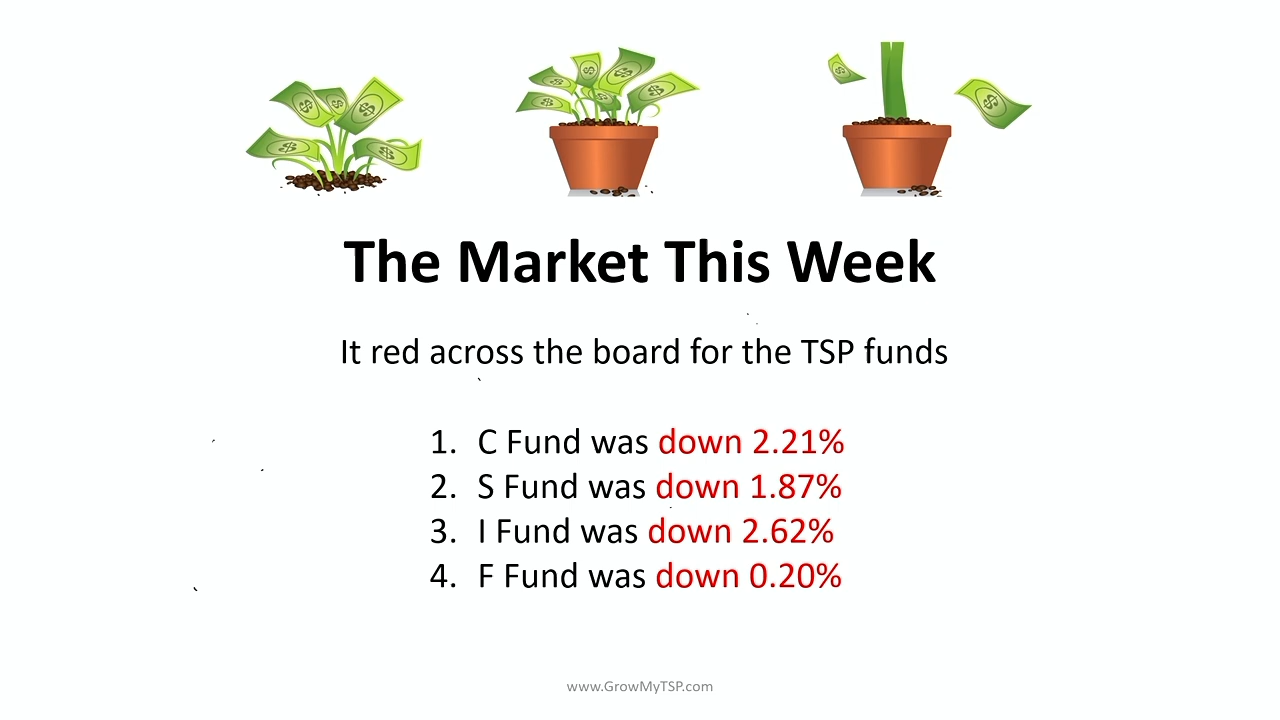 The Market This Week
It red across the board for the TSP funds
1. C Fund was down 2.21%
2. S Fund was down 1.87%
3. I Fund was down 2.62%
4. F Fund was down 0.20%
www.GrowMyTSP.com